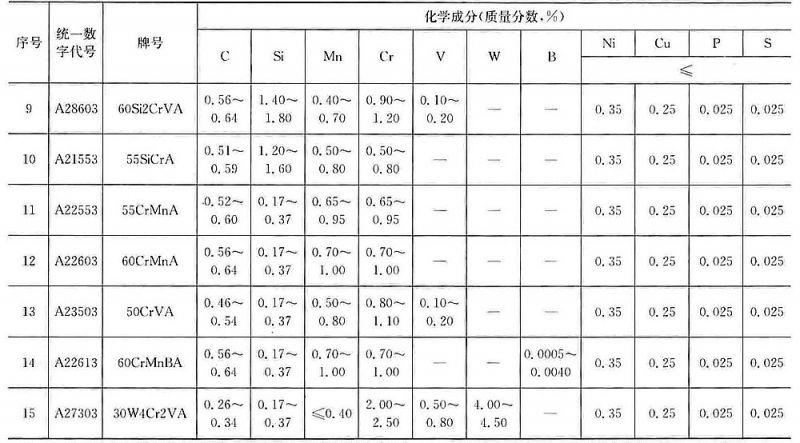 序号 统一数字代号 牌号 化学成分(质量分数,%)
C Si Mn Cr V W B Ni Cu P S
≤
9 A28603 60Si2CrVA 0.56~0.64 1.40~1.80 0.40~0.70 0.90~1.20 0.10~0.20 — — 0.35 0.25 0.025 0.025
10 A21553 55SiCrA 0.51~0.59 1.20~1.60 0.50~0.80 0.50~0.80 — — — 0.35 0.25 0.025 0.025
11 A22553 55CrMnA 0.52~0.60 0.17~0.37 0.65~0.95 0.65~0.95 — — — 0.35 0.25 0.025 0.025
12 A22603 60CrMnA 0.56~0.64 0.17~0.37 0.70~1.00 0.70~1.00 — — — 0.35 0.25 0.025 0.025
13 A23503 50CrVA 0.46~0.54 0.17~0.37 0.50~0.80 0.80~1.10 0.10~0.20 — — 0.35 0.25 0.025 0.025
14 A22613 60CrMnBA 0.56~0.64 0.17~0.37 0.70~1.00 0.70~1.00 — — 0.0005~0.0040 0.35 0.25 0.025 0.025
15 A27303 30W4Cr2VA 0.26~0.34 0.17~0.37 ≤0.40 2.00~2.50 0.50~0.80 4.00~4.50 — 0.35 0.25 0.025 0.025